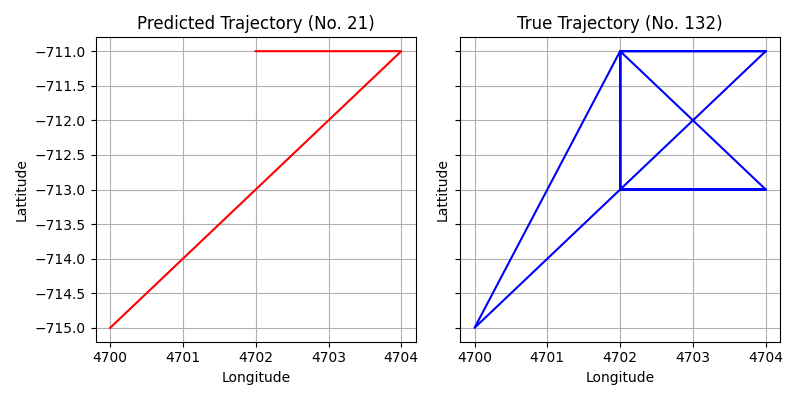 Predicted Trajectory (No. 21)
True Trajectory (No. 132)
Lattitude
−711.0
−711.5
−712.0
−712.5
−713.0
−713.5
−714.0
−714.5
−715.0
4700 4701 4702 4703 4704
Longitude
Lattitude
4700 4701 4702 4703 4704
Longitude